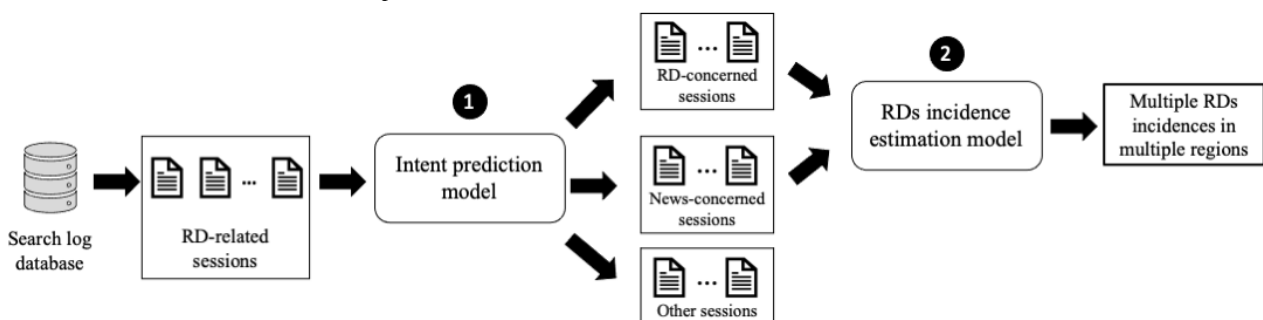 Search log
database
...
RD-related
sessions
1
Intent prediction
model
...
RD-concerned
sessions
...
News-concerned
sessions
...
Other sessions
2
RDs incidence
estimation model
Multiple RDs
incidences in
multiple regions